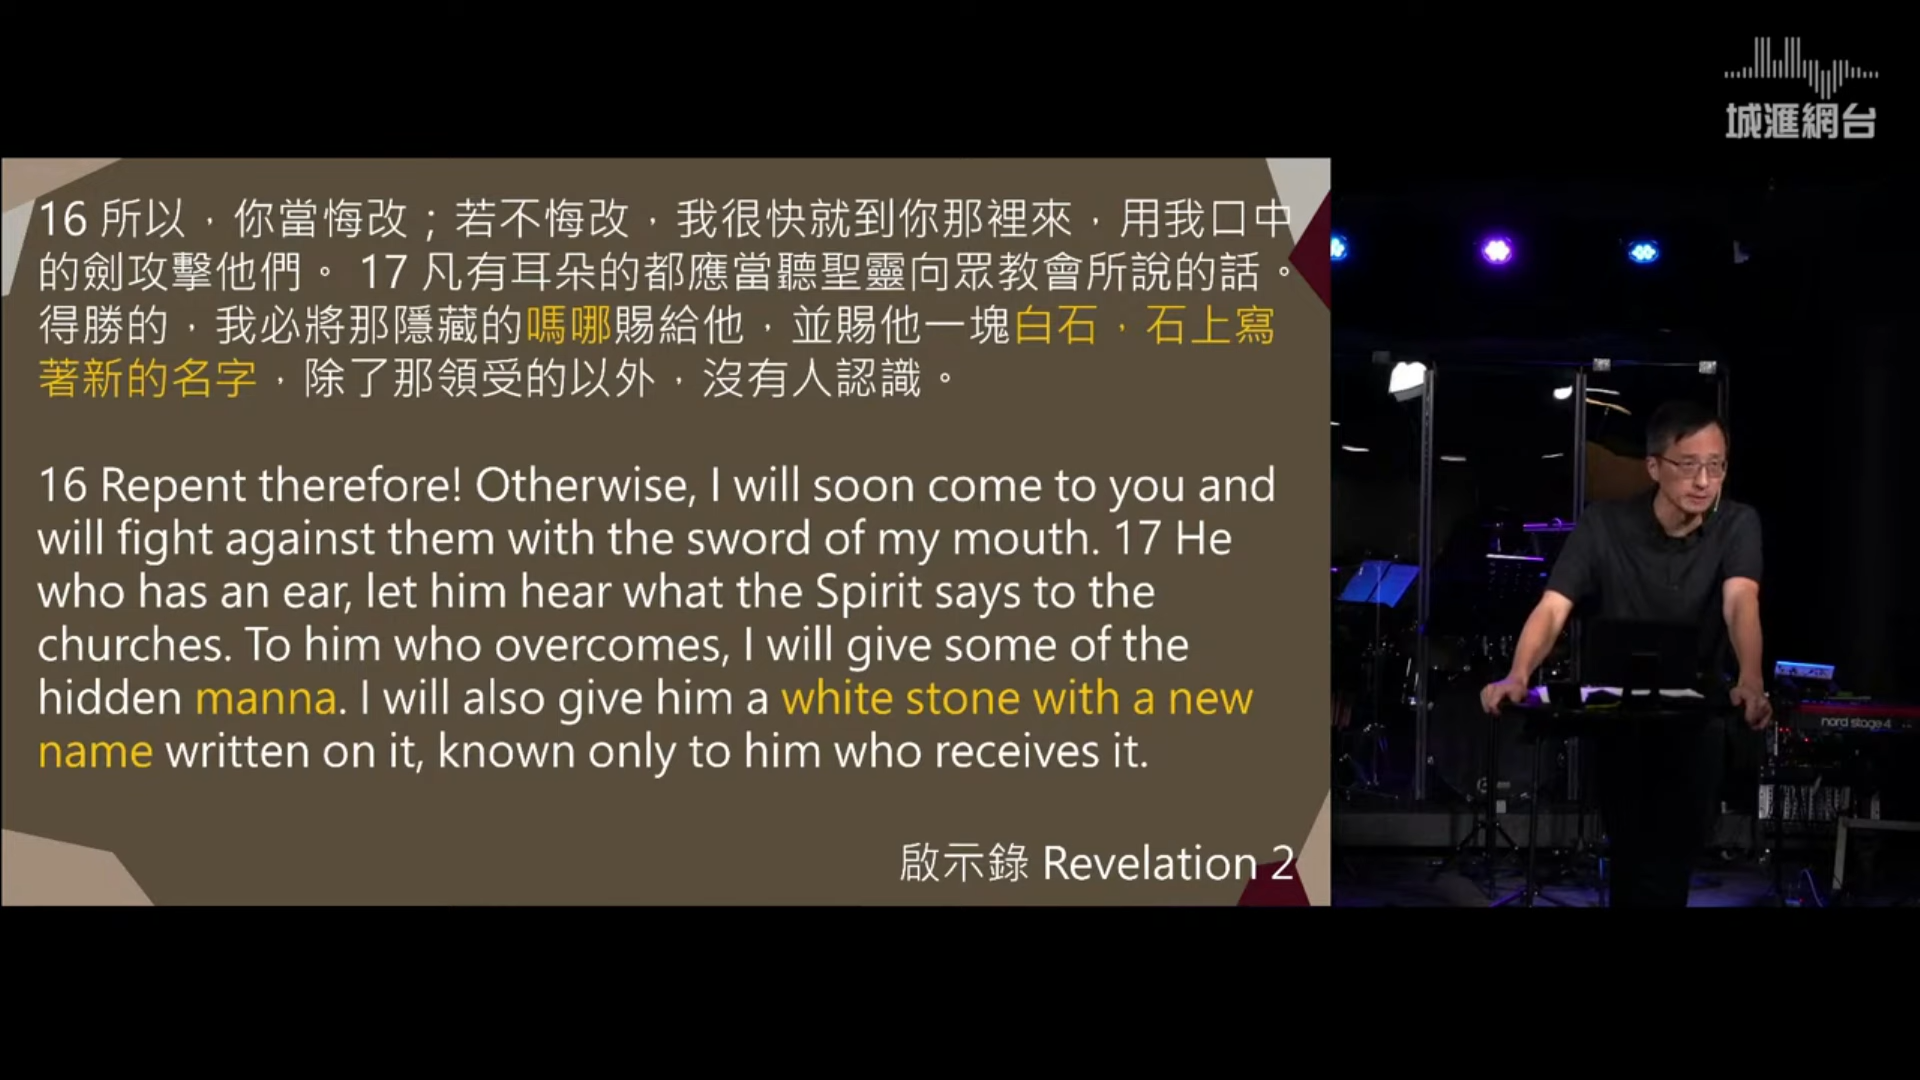 城滙網台
16 所以，你當悔改；若不悔改，我很快就到你那裡來，用我口中
的劍攻擊他們。 17 凡有耳朵的都應當聽聖靈向眾教會所說的話。
得勝的，我必將那隱藏的嗎哪賜給他，並賜他一塊白石，石上寫
著新的名字，除了那領受的以外，沒有人認識。
16 Repent therefore! Otherwise, I will soon come to you and
will fight against them with the sword of my mouth. 17 He
who has an ear, let him hear what the Spirit says to the
churches. To him who overcomes, I will give some of the
hidden manna. I will also give him a white stone with a new
name written on it, known only to him who receives it.
啟示錄 Revelation 2
nord stage 4